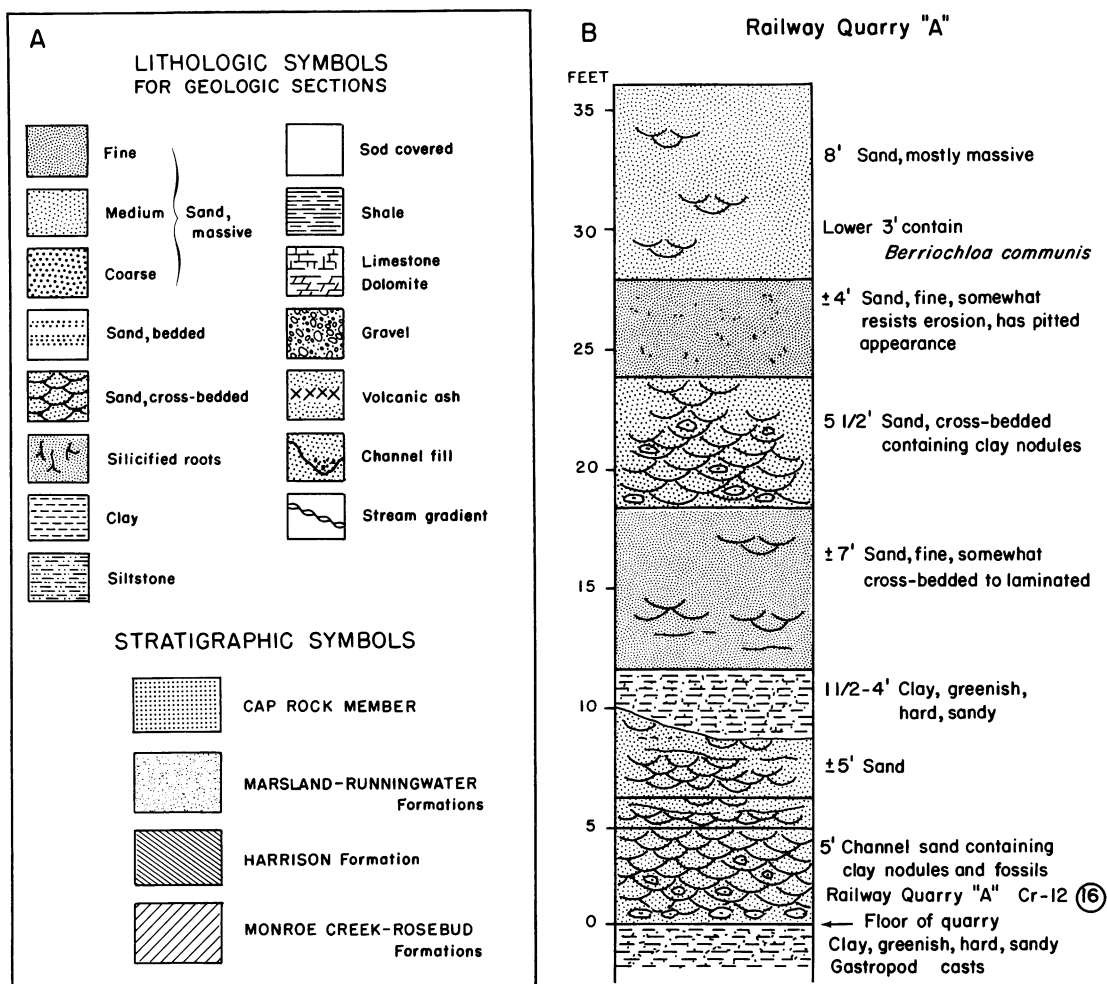 A
LITHOLOGIC SYMBOLS
FOR GEOLOGIC SECTIONS
Fine
Medium
Coarse
Sand,
massive
Sand, bedded
Sand, cross-bedded
Silicified roots
Clay
Siltstone
Sod covered
Shale
Limestone
Dolomite
Gravel
Volcanic ash
Channel fill
Stream gradient
STRATIGRAPHIC SYMBOLS
CAP ROCK MEMBER
MARSLAND-RUNNINGWATER
Formations
HARRISON Formation
MONROE CREEK-ROSEBUD
Formations
B
Railway Quarry "A"
FEET
35
30
25
20
15
10
5
0
8' Sand, mostly massive
Lower 3' contain
Berriochloa communis
±4' Sand, fine, somewhat
resists erosion, has pitted
appearance
5 1/2' Sand, cross-bedded
containing clay nodules
±7' Sand, fine, somewhat
cross-bedded to laminated
1 1/2-4' Clay, greenish,
hard, sandy
±5' Sand
5' Channel sand containing
clay nodules and fossils
Railway Quarry "A" Cr-12 16
Floor of quarry
Clay, greenish, hard, sandy
Gastropod casts